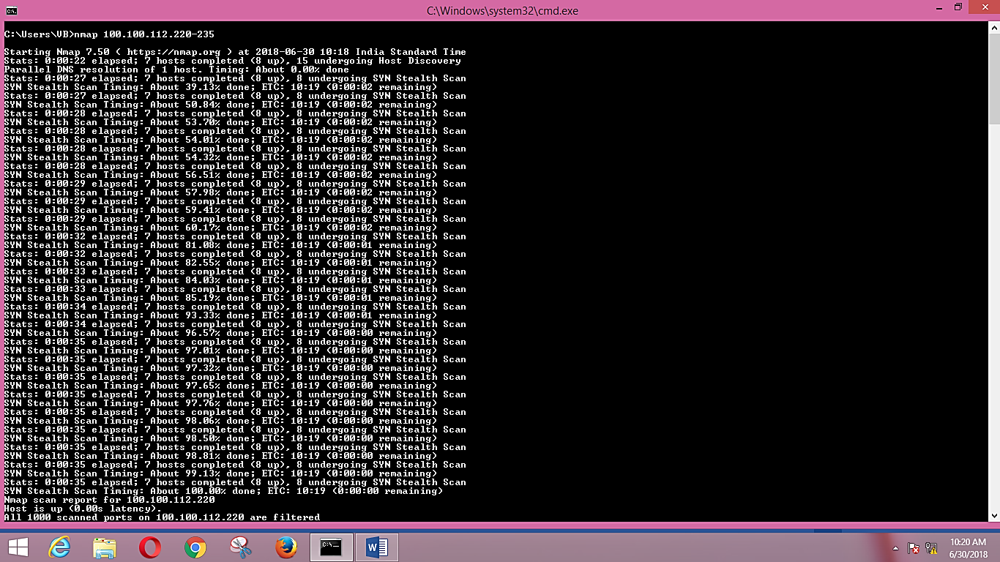 C:\Windows\system32\cmd.exe
C:\Users\VB>nmap 100.100.112.220-235
Starting Nmap 7.50 ( https://nmap.org ) at 2018-06-30 10:18 India Standard Time
Stats: 0:00:22 elapsed; 7 hosts completed (8 up), 15 undergoing Host Discovery
Parallel DNS resolution of 1 host. Timing: About 0.00% done
Stats: 0:00:27 elapsed; 7 hosts completed (8 up), 8 undergoing SYN Stealth Scan
SYN Stealth Scan Timing: About 39.13% done; ETC: 10:19 (0:00:02 remaining)
Stats: 0:00:27 elapsed; 7 hosts completed (8 up), 8 undergoing SYN Stealth Scan
SYN Stealth Scan Timing: About 50.84% done; ETC: 10:19 (0:00:02 remaining)
Stats: 0:00:28 elapsed; 7 hosts completed (8 up), 8 undergoing SYN Stealth Scan
SYN Stealth Scan Timing: About 53.70% done; ETC: 10:19 (0:00:02 remaining)
Stats: 0:00:28 elapsed; 7 hosts completed (8 up), 8 undergoing SYN Stealth Scan
SYN Stealth Scan Timing: About 54.01% done; ETC: 10:19 (0:00:02 remaining)
Stats: 0:00:28 elapsed; 7 hosts completed (8 up), 8 undergoing SYN Stealth Scan
SYN Stealth Scan Timing: About 54.32% done; ETC: 10:19 (0:00:02 remaining)
Stats: 0:00:28 elapsed; 7 hosts completed (8 up), 8 undergoing SYN Stealth Scan
SYN Stealth Scan Timing: About 56.51% done; ETC: 10:19 (0:00:02 remaining)
Stats: 0:00:29 elapsed; 7 hosts completed (8 up), 8 undergoing SYN Stealth Scan
SYN Stealth Scan Timing: About 57.98% done; ETC: 10:19 (0:00:02 remaining)
Stats: 0:00:29 elapsed; 7 hosts completed (8 up), 8 undergoing SYN Stealth Scan
SYN Stealth Scan Timing: About 59.41% done; ETC: 10:19 (0:00:02 remaining)
Stats: 0:00:29 elapsed; 7 hosts completed (8 up), 8 undergoing SYN Stealth Scan
SYN Stealth Scan Timing: About 60.17% done; ETC: 10:19 (0:00:02 remaining)
Stats: 0:00:32 elapsed; 7 hosts completed (8 up), 8 undergoing SYN Stealth Scan
SYN Stealth Scan Timing: About 81.08% done; ETC: 10:19 (0:00:01 remaining)
Stats: 0:00:32 elapsed; 7 hosts completed (8 up), 8 undergoing SYN Stealth Scan
SYN Stealth Scan Timing: About 82.55% done; ETC: 10:19 (0:00:01 remaining)
Stats: 0:00:33 elapsed; 7 hosts completed (8 up), 8 undergoing SYN Stealth Scan
SYN Stealth Scan Timing: About 84.03% done; ETC: 10:19 (0:00:01 remaining)
Stats: 0:00:33 elapsed; 7 hosts completed (8 up), 8 undergoing SYN Stealth Scan
SYN Stealth Scan Timing: About 85.19% done; ETC: 10:19 (0:00:01 remaining)
Stats: 0:00:34 elapsed; 7 hosts completed (8 up), 8 undergoing SYN Stealth Scan
SYN Stealth Scan Timing: About 93.33% done; ETC: 10:19 (0:00:01 remaining)
Stats: 0:00:34 elapsed; 7 hosts completed (8 up), 8 undergoing SYN Stealth Scan
SYN Stealth Scan Timing: About 96.57% done; ETC: 10:19 (0:00:00 remaining)
Stats: 0:00:35 elapsed; 7 hosts completed (8 up), 8 undergoing SYN Stealth Scan
SYN Stealth Scan Timing: About 97.01% done; ETC: 10:19 (0:00:00 remaining)
Stats: 0:00:35 elapsed; 7 hosts completed (8 up), 8 undergoing SYN Stealth Scan
SYN Stealth Scan Timing: About 97.32% done; ETC: 10:19 (0:00:00 remaining)
Stats: 0:00:35 elapsed; 7 hosts completed (8 up), 8 undergoing SYN Stealth Scan
SYN Stealth Scan Timing: About 97.65% done; ETC: 10:19 (0:00:00 remaining)
Stats: 0:00:35 elapsed; 7 hosts completed (8 up), 8 undergoing SYN Stealth Scan
SYN Stealth Scan Timing: About 97.76% done; ETC: 10:19 (0:00:00 remaining)
Stats: 0:00:35 elapsed; 7 hosts completed (8 up), 8 undergoing SYN Stealth Scan
SYN Stealth Scan Timing: About 98.06% done; ETC: 10:19 (0:00:00 remaining)
Stats: 0:00:35 elapsed; 7 hosts completed (8 up), 8 undergoing SYN Stealth Scan
SYN Stealth Scan Timing: About 98.50% done; ETC: 10:19 (0:00:00 remaining)
Stats: 0:00:35 elapsed; 7 hosts completed (8 up), 8 undergoing SYN Stealth Scan
SYN Stealth Scan Timing: About 98.81% done; ETC: 10:19 (0:00:00 remaining)
Stats: 0:00:35 elapsed; 7 hosts completed (8 up), 8 undergoing SYN Stealth Scan
SYN Stealth Scan Timing: About 99.13% done; ETC: 10:19 (0:00:00 remaining)
Stats: 0:00:35 elapsed; 7 hosts completed (8 up), 8 undergoing SYN Stealth Scan
SYN Stealth Scan Timing: About 100.00% done; ETC: 10:19 (0:00:00 remaining)
Nmap scan report for 100.100.112.220
Host is up (0.00s latency).
All 1000 scanned ports on 100.100.112.220 are filtered
10:20 AM
6/30/2018